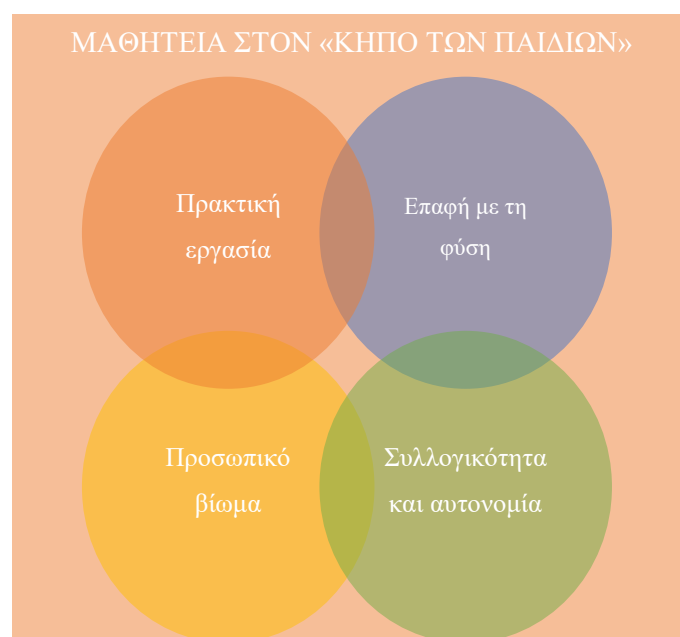 ΜΑΘΗΤΕΙΑ ΣΤΟΝ «ΚΗΠΟ ΤΩΝ ΠΑΙΔΙΩΝ»
Πρακτική
εργασία
Επαφή με τη
φύση
Προσωπικό
βίωμα
Συλλογικότητα
και αυτονομία